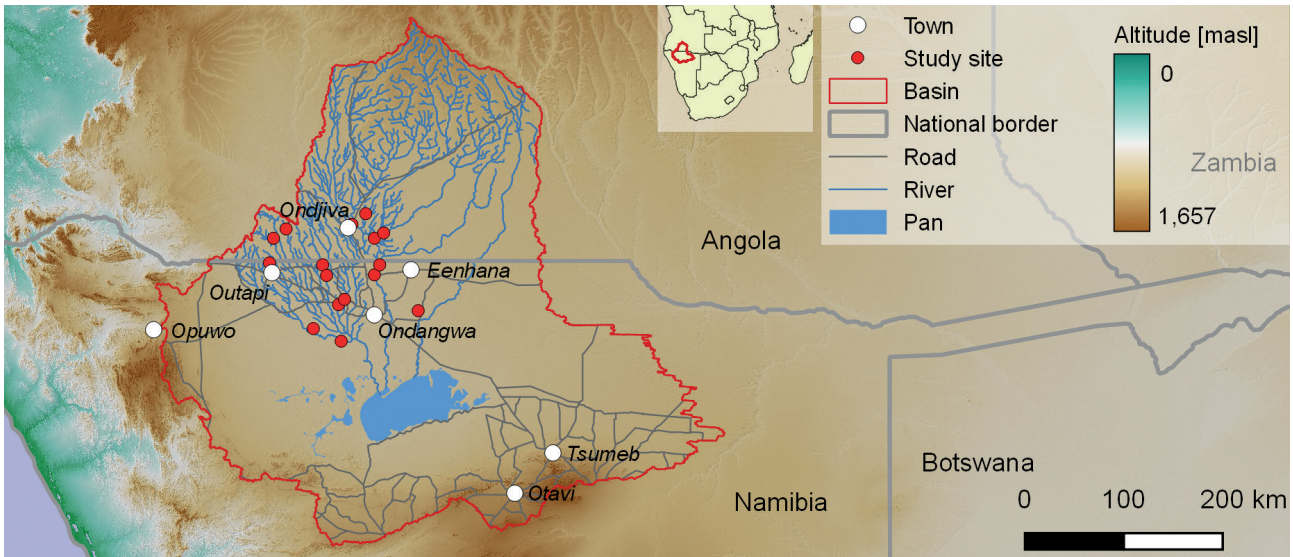 Town
Study site
Basin
National border
Road
River
Pan
Altitude [masl]
0
1,657
Zambia
Angola
Ondjiva
Eenhana
Outapi
Opuwo
Ondangwa
Tsumeb
Otavi
Namibia
Botswana
0 100 200 km